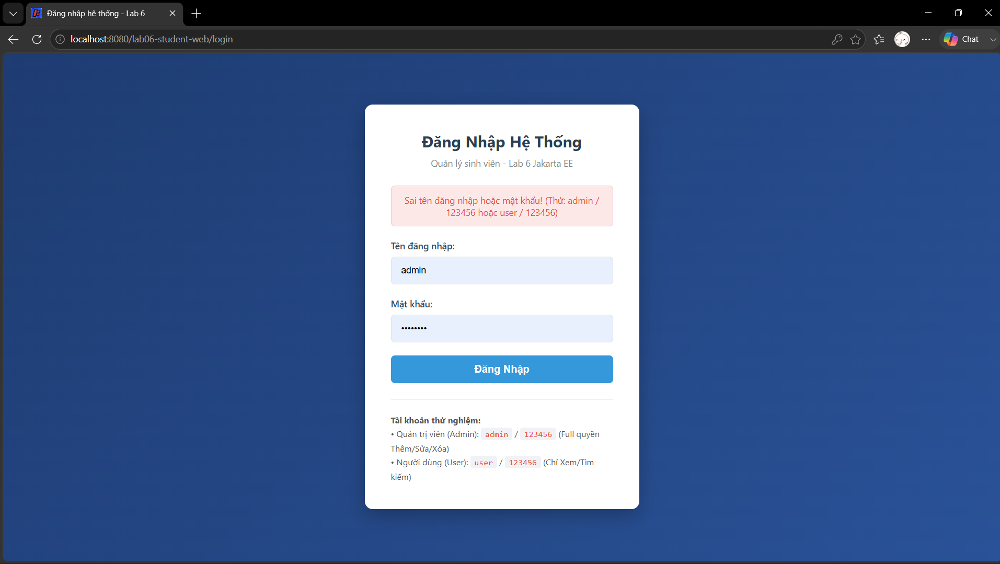 Đăng nhập hệ thống - Lab 6
localhost:8080/lab06-student-web/login
Chat
Đăng Nhập Hệ Thống
Quản lý sinh viên - Lab 6 Jakarta EE
Sai tên đăng nhập hoặc mật khẩu! (Thử: admin /
123456 hoặc user / 123456)
Tên đăng nhập:
admin
Mật khẩu:
••••••••
Đăng Nhập
Tài khoản thử nghiệm:
• Quản trị viên (Admin): admin / 123456 (Full quyền
Thêm/Sửa/Xóa)
• Người dùng (User): user / 123456 (Chỉ Xem/Tìm
kiếm)